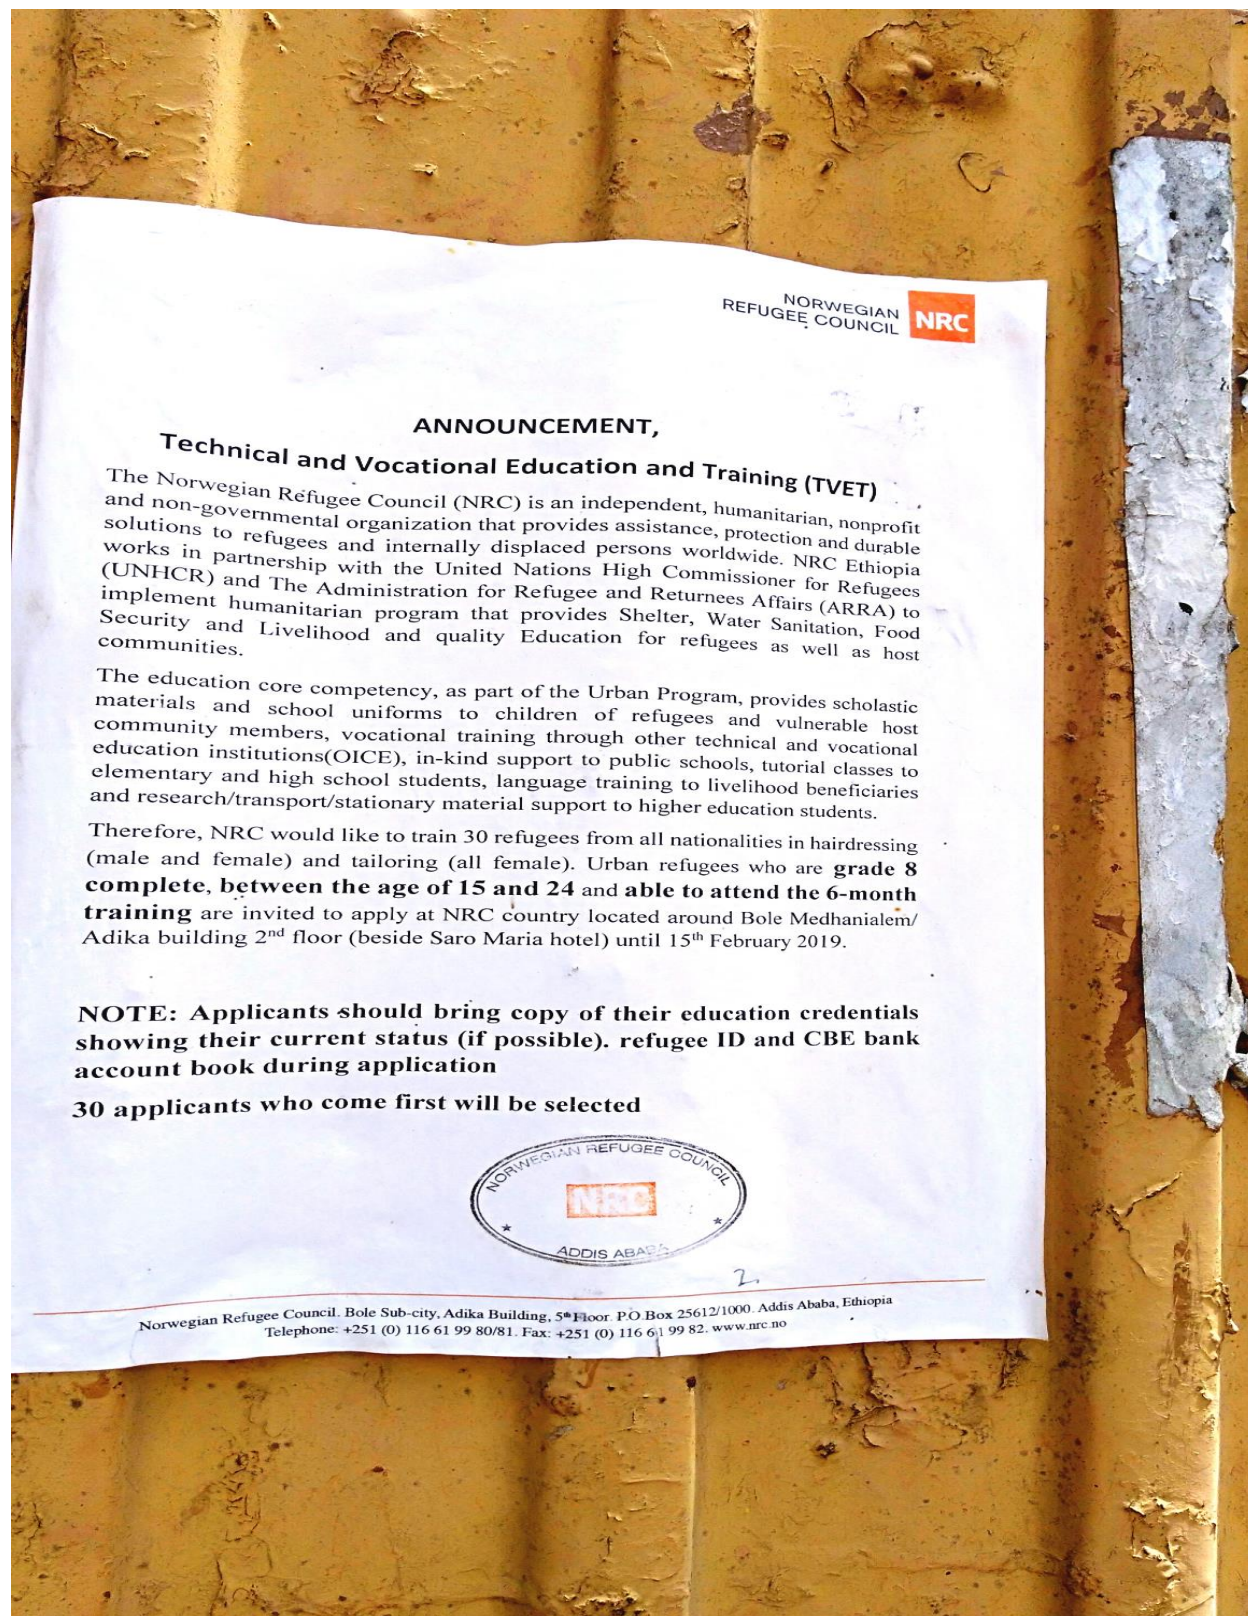 NORWEGIAN
REFUGEE COUNCIL NRC
ANNOUNCEMENT,
Technical and Vocational Education and Training (TVET)
The Norwegian Refugee Council (NRC) is an independent, humanitarian, nonprofit
and non-governmental organization that provides assistance, protection and durable
solutions to refugees and internally displaced persons worldwide. NRC Ethiopia
works in partnership with the United Nations High Commissioner for Refugees
(UNHCR) and The Administration for Refugee and Returnees Affairs (ARRA) to
implement humanitarian program that provides Shelter, Water Sanitation, Food
Security and Livelihood and quality Education for refugees as well as host
communities.
The education core competency, as part of the Urban Program, provides scholastic
materials and school uniforms to children of refugees and vulnerable host
community members, vocational training through other technical and vocational
education institutions(OICE), in-kind support to public schools, tutorial classes to
elementary and high school students, language training to livelihood beneficiaries
and research/transport/stationary material support to higher education students.
Therefore, NRC would like to train 30 refugees from all nationalities in hairdressing
(male and female) and tailoring (all female). Urban refugees who are grade 8
complete, between the age of 15 and 24 and able to attend the 6-month
training are invited to apply at NRC country located around Bole Medhanialem/
Adika building 2nd floor (beside Saro Maria hotel) until 15th February 2019.
NOTE: Applicants should bring copy of their education credentials
showing their current status (if possible). refugee ID and CBE bank
account book during application
30 applicants who come first will be selected
NORWEGIAN REFUGEE COUNCIL
NRC
ADDIS ABABA
2.
Norwegian Refugee Council. Bole Sub-city, Adika Building, 5th Floor. P.O.Box 25612/1000. Addis Ababa, Ethiopia
Telephone: +251 (0) 116 61 99 80/81. Fax: +251 (0) 116 61 99 82. www.nrc.no